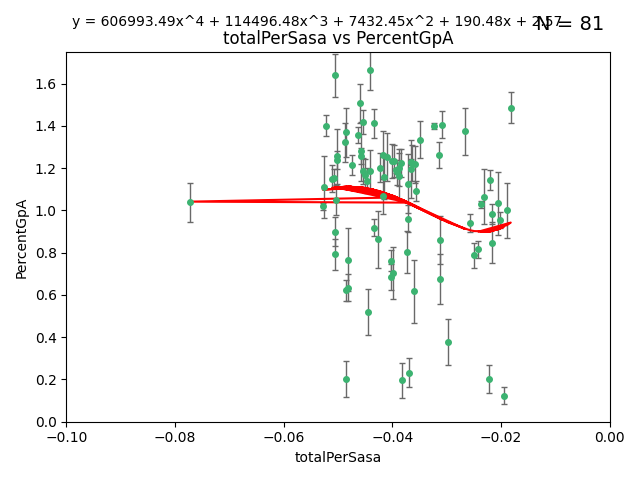 y = 606993.49x^4 + 114496.48x^3 + 7432.45x^2 + 190.48x + 2.57
N = 81
totalPerSasa vs PercentGpA
PercentGpA
1.6
1.4
1.2
1.0
0.8
0.6
0.4
0.2
0.0
−0.10 −0.08 −0.06 −0.04 −0.02 0.00
totalPerSasa